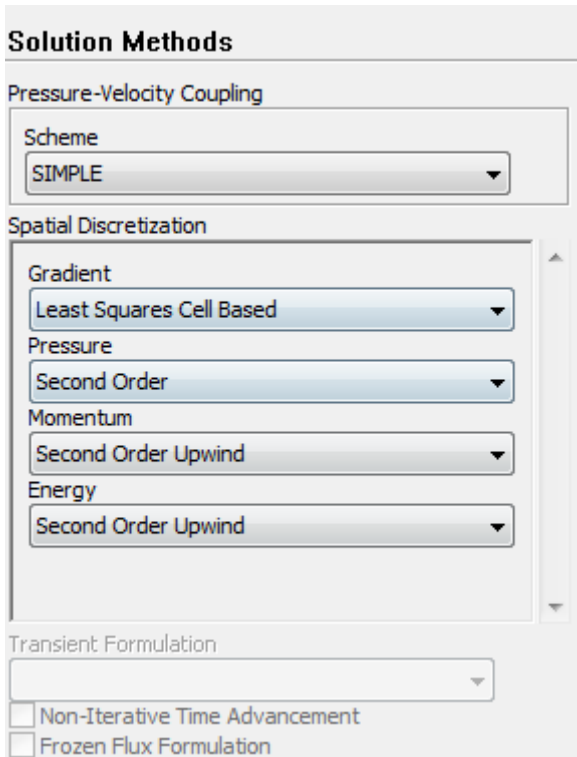 Solution Methods
Pressure-Velocity Coupling
Scheme
SIMPLE
Spatial Discretization
Gradient
Least Squares Cell Based
Pressure
Second Order
Momentum
Second Order Upwind
Energy
Second Order Upwind
Transient Formulation
Non-Iterative Time Advancement
Frozen Flux Formulation